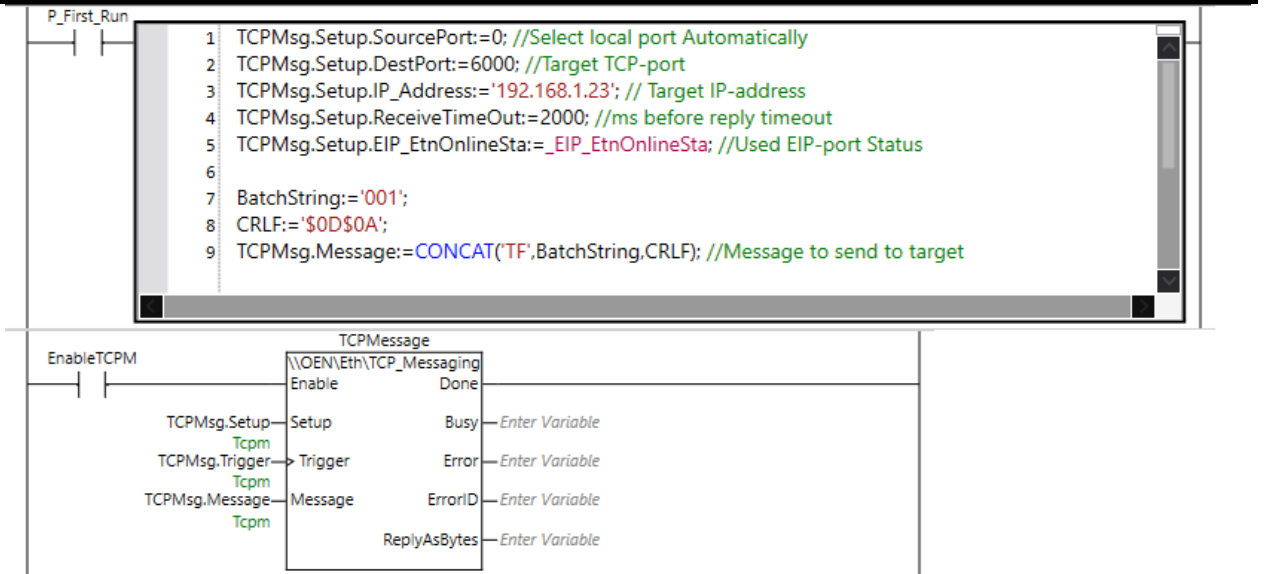 P_First_Run
1 TCPMsg.Setup.SourcePort:=0; //Select local port Automatically
2 TCPMsg.Setup.DestPort:=6000; //Target TCP-port
3 TCPMsg.Setup.IP_Address:='192.168.1.23'; // Target IP-address
4 TCPMsg.Setup.ReceiveTimeOut:=2000; //ms before reply timeout
5 TCPMsg.Setup.EIP_EtnOnlineSta:=_EIP_EtnOnlineSta; //Used EIP-port Status
6
7 BatchString:='001';
8 CRLF:='$0D$0A';
9 TCPMsg.Message:=CONCAT('TF',BatchString,CRLF); //Message to send to target
TCPMessage
EnableTCPM \\OEN\Eth\TCP_Messaging
Enable Done
TCPMsg.Setup Setup Busy Enter Variable
Tcpm
TCPMsg.Trigger Trigger Error Enter Variable
Tcpm
TCPMsg.Message Message ErrorID Enter Variable
Tcpm
ReplyAsBytes Enter Variable